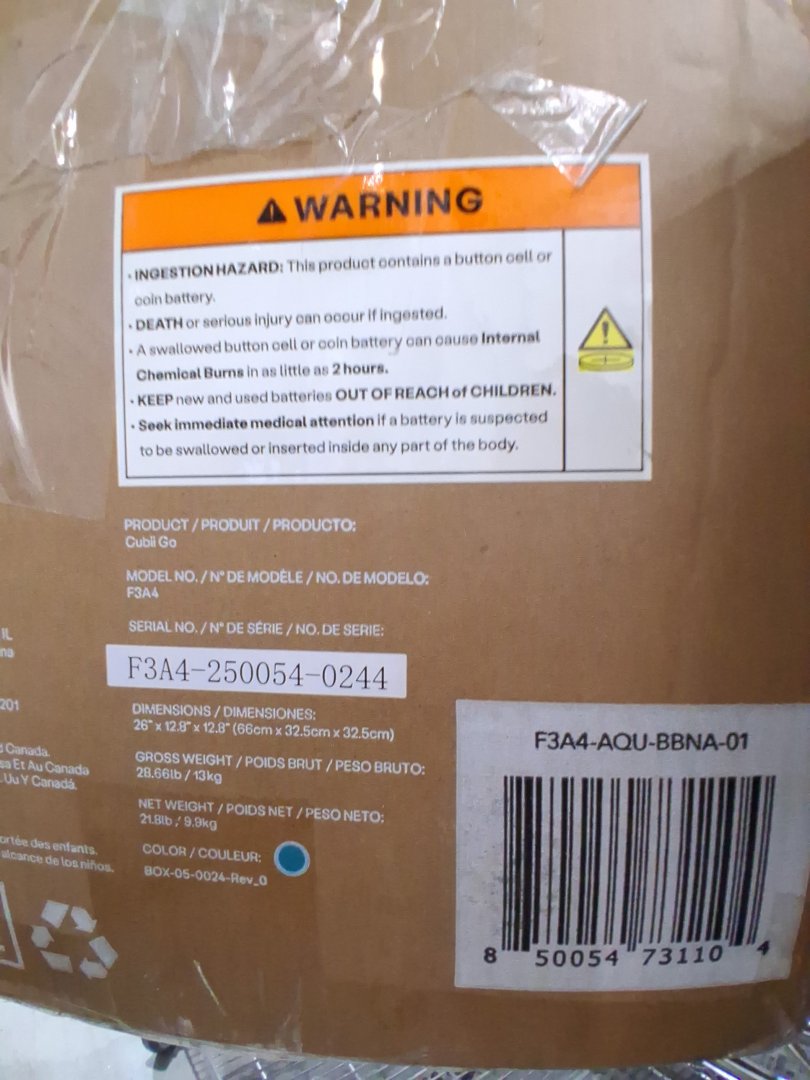 ⚠ WARNING
• INGESTION HAZARD: This product contains a button cell or
coin battery.
• DEATH or serious injury can occur if ingested.
• A swallowed button cell or coin battery can cause Internal
Chemical Burns in as little as 2 hours.
• KEEP new and used batteries OUT OF REACH of CHILDREN.
• Seek immediate medical attention if a battery is suspected
to be swallowed or inserted inside any part of the body.
PRODUCT / PRODUIT / PRODUCTO:
Cubii Go
MODEL NO. / N° DE MODÈLE / NO. DE MODELO:
F3A4
SERIAL NO. / N° DE SÉRIE / NO. DE SERIE:
F3A4-250054-0244
DIMENSIONS / DIMENSIONES:
26" x 12.8" x 12.8" (66cm x 32.5cm x 32.5cm)
GROSS WEIGHT / POIDS BRUT / PESO BRUTO:
28.66lb / 13kg
NET WEIGHT / POIDS NET / PESO NETO:
21.8lb / 9.9kg
COLOR / COULEUR:
BOX-05-0024-Rev_0
IL
na
201
d Canada.
sa Et Au Canada
. Uu Y Canadá.
ortée des enfants.
alcance de los niños.
F3A4-AQU-BBNA-01
8 50054 73110 4